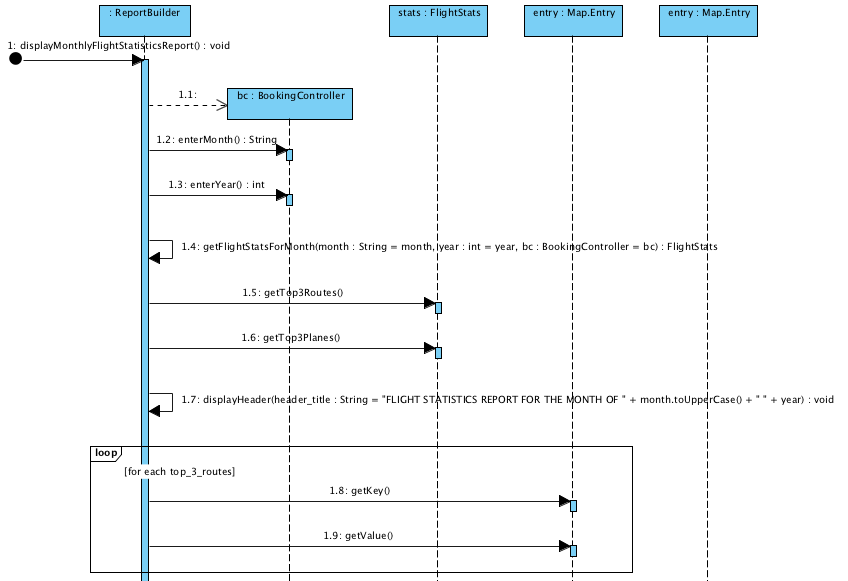 : ReportBuilder
stats : FlightStats
entry : Map.Entry
entry : Map.Entry
1: displayMonthlyFlightStatisticsReport() : void
1.1:
bc : BookingController
1.2: enterMonth() : String
1.3: enterYear() : int
1.4: getFlightStatsForMonth(month : String = month, year : int = year, bc : BookingController = bc) : FlightStats
1.5: getTop3Routes()
1.6: getTop3Planes()
1.7: displayHeader(header_title : String = "FLIGHT STATISTICS REPORT FOR THE MONTH OF " + month.toUpperCase() + " " + year) : void
loop
[for each top_3_routes]
1.8: getKey()
1.9: getValue()